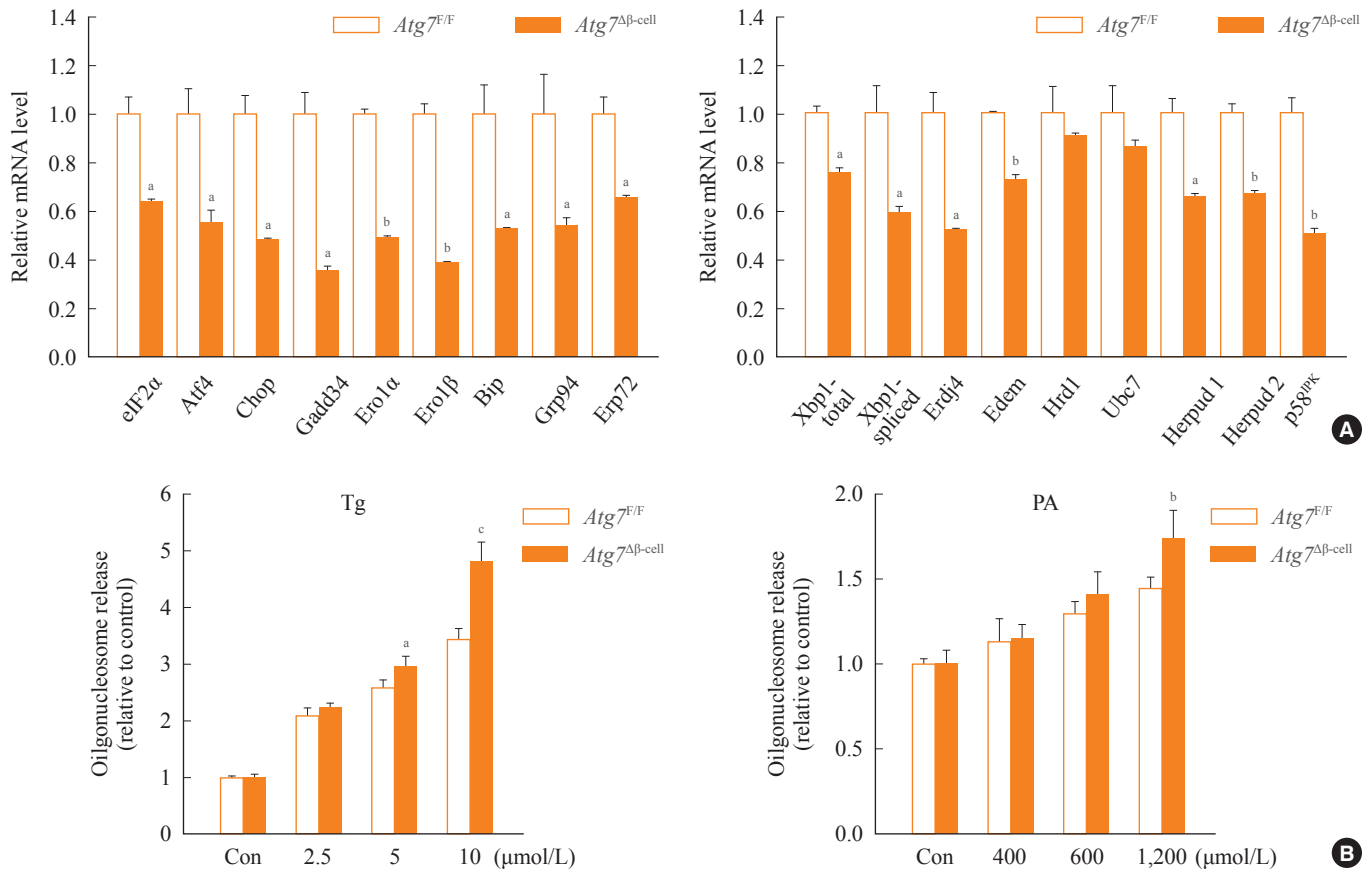 Atg7F/F
Atg7Δβ-cell
Relative mRNA level
1.4
1.2
1.0
0.8
0.6
0.4
0.2
0.0
a
a
a
a
b
b
a
a
a
eIF2α
Atf4
Chop
Gadd34
Ero1α
Ero1β
Bip
Grp94
Erp72
Atg7F/F
Atg7Δβ-cell
Relative mRNA level
1.4
1.2
1.0
0.8
0.6
0.4
0.2
0.0
a
a
a
b
a
b
b
Xbp1-
total
Xbp1-
spliced
Erdj4
Edem
Hrd1
Ubc7
Herpud 1
Herpud 2
p58IPK
A
Tg
Atg7F/F
Atg7Δβ-cell
Oilgonucleosome release
(relative to control)
6
5
4
3
2
1
0
a
c
Con 2.5 5 10 (μmol/L)
PA
Atg7F/F
Atg7Δβ-cell
Oilgonucleosome release
(relative to control)
2.0
1.5
1.0
0.5
0.0
b
Con 400 600 1,200 (μmol/L)
B